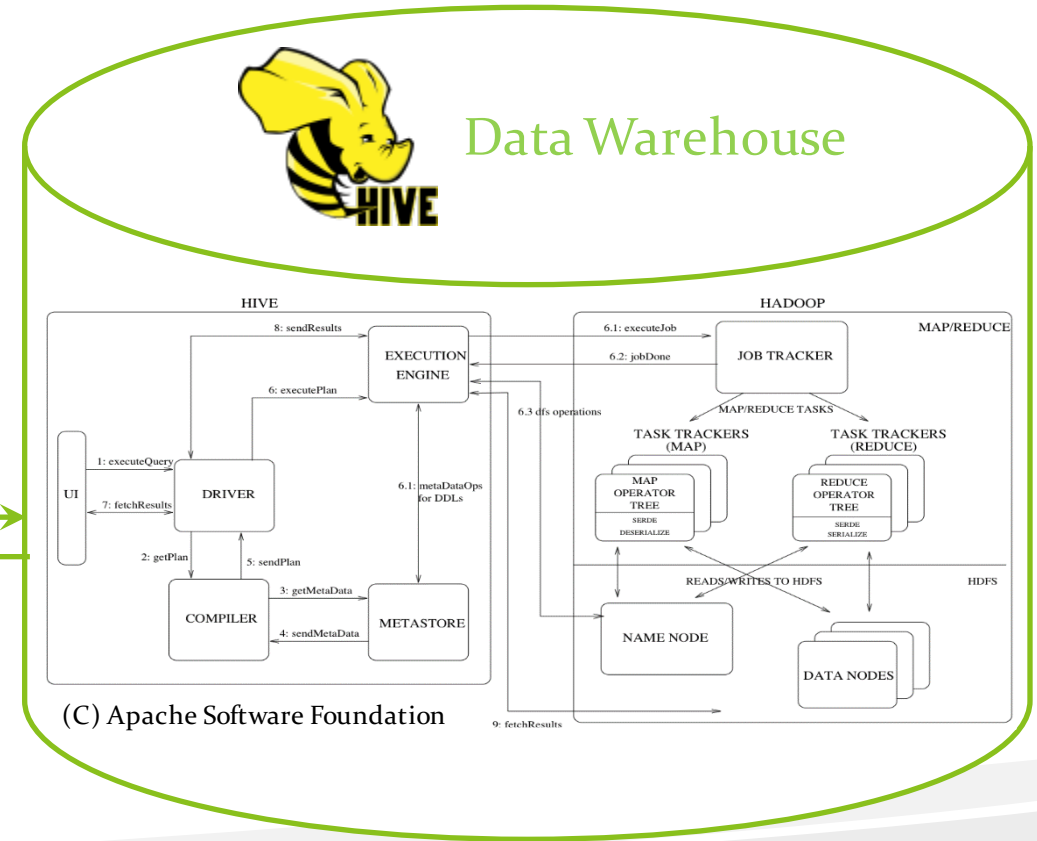 HIVE
Data Warehouse
HIVE
HADOOP
8: sendResults
6.1: executeJob
MAP/REDUCE
EXECUTION
ENGINE
6.2: jobDone
JOB TRACKER
6: executePlan
6.3 dfs operations
MAP/REDUCE TASKS
TASK TRACKERS
(MAP)
TASK TRACKERS
(REDUCE)
1: executeQuery
UI
DRIVER
7: fetchResults
6.1: metaDataOps
for DDLs
MAP
OPERATOR
TREE
SERDE
DESERIALIZE
REDUCE
OPERATOR
TREE
SERDE
SERIALIZE
2: getPlan
5: sendPlan
READS/WRITES TO HDFS
HDFS
3: getMetaData
COMPILER
METASTORE
4: sendMetaData
NAME NODE
DATA NODES
(C) Apache Software Foundation
9: fetchResults